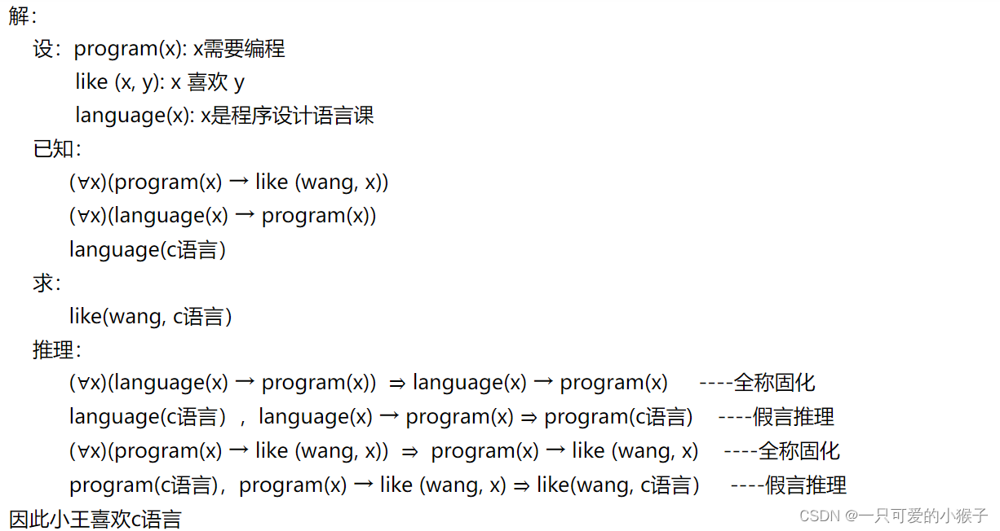 解：
设：program(x): x需要编程
like (x, y): x 喜欢 y
language(x): x是程序设计语言课
已知：
(∀x)(program(x) → like (wang, x))
(∀x)(language(x) → program(x))
language(c语言）
求：
like(wang, c语言）
推理：
(∀x)(language(x) → program(x)) ⇒ language(x) → program(x) ----全称固化
language(c语言）, language(x) → program(x) ⇒ program(c语言) ----假言推理
(∀x)(program(x) → like (wang, x)) ⇒ program(x) → like (wang, x) ----全称固化
program(c语言)，program(x) → like (wang, x) ⇒ like(wang, c语言） ----假言推理
因此小王喜欢c语言
CSDN @一只可爱的小猴子